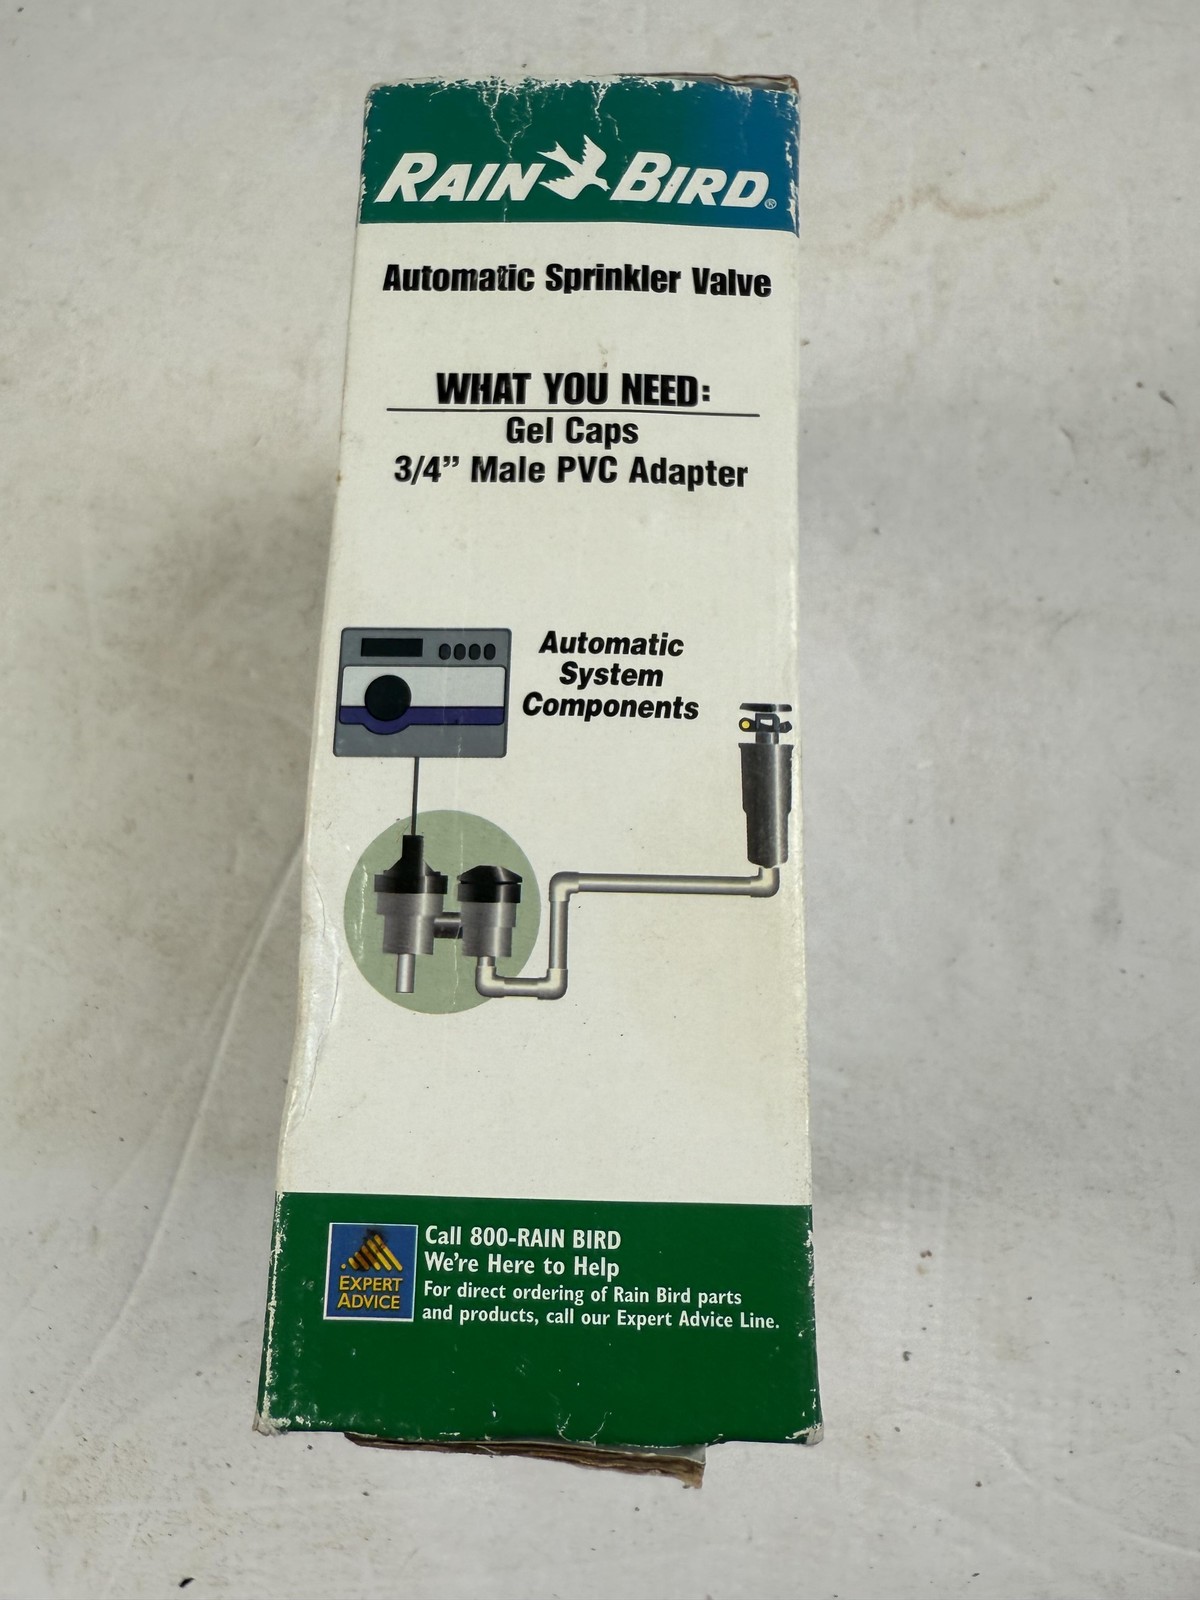 RAIN BIRD®
Automatic Sprinkler Valve
WHAT YOU NEED:
Gel Caps
3/4” Male PVC Adapter
Automatic
System
Components
EXPERT
ADVICE
Call 800-RAIN BIRD
We’re Here to Help
For direct ordering of Rain Bird parts
and products, call our Expert Advice Line.